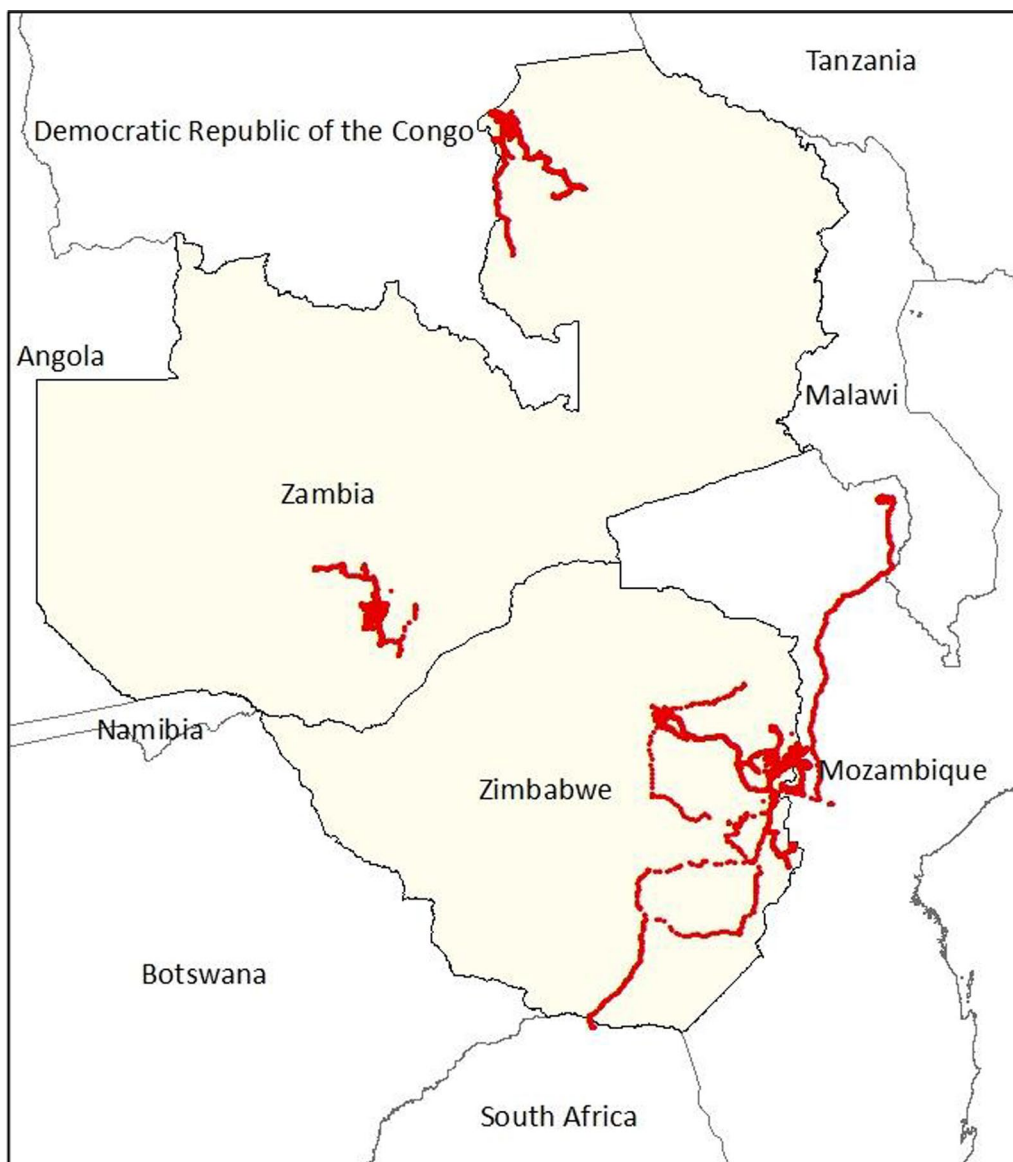 Tanzania
Democratic Republic of the Congo
Angola
Malawi
Zambia
Namibia
Zimbabwe
Mozambique
Botswana
South Africa